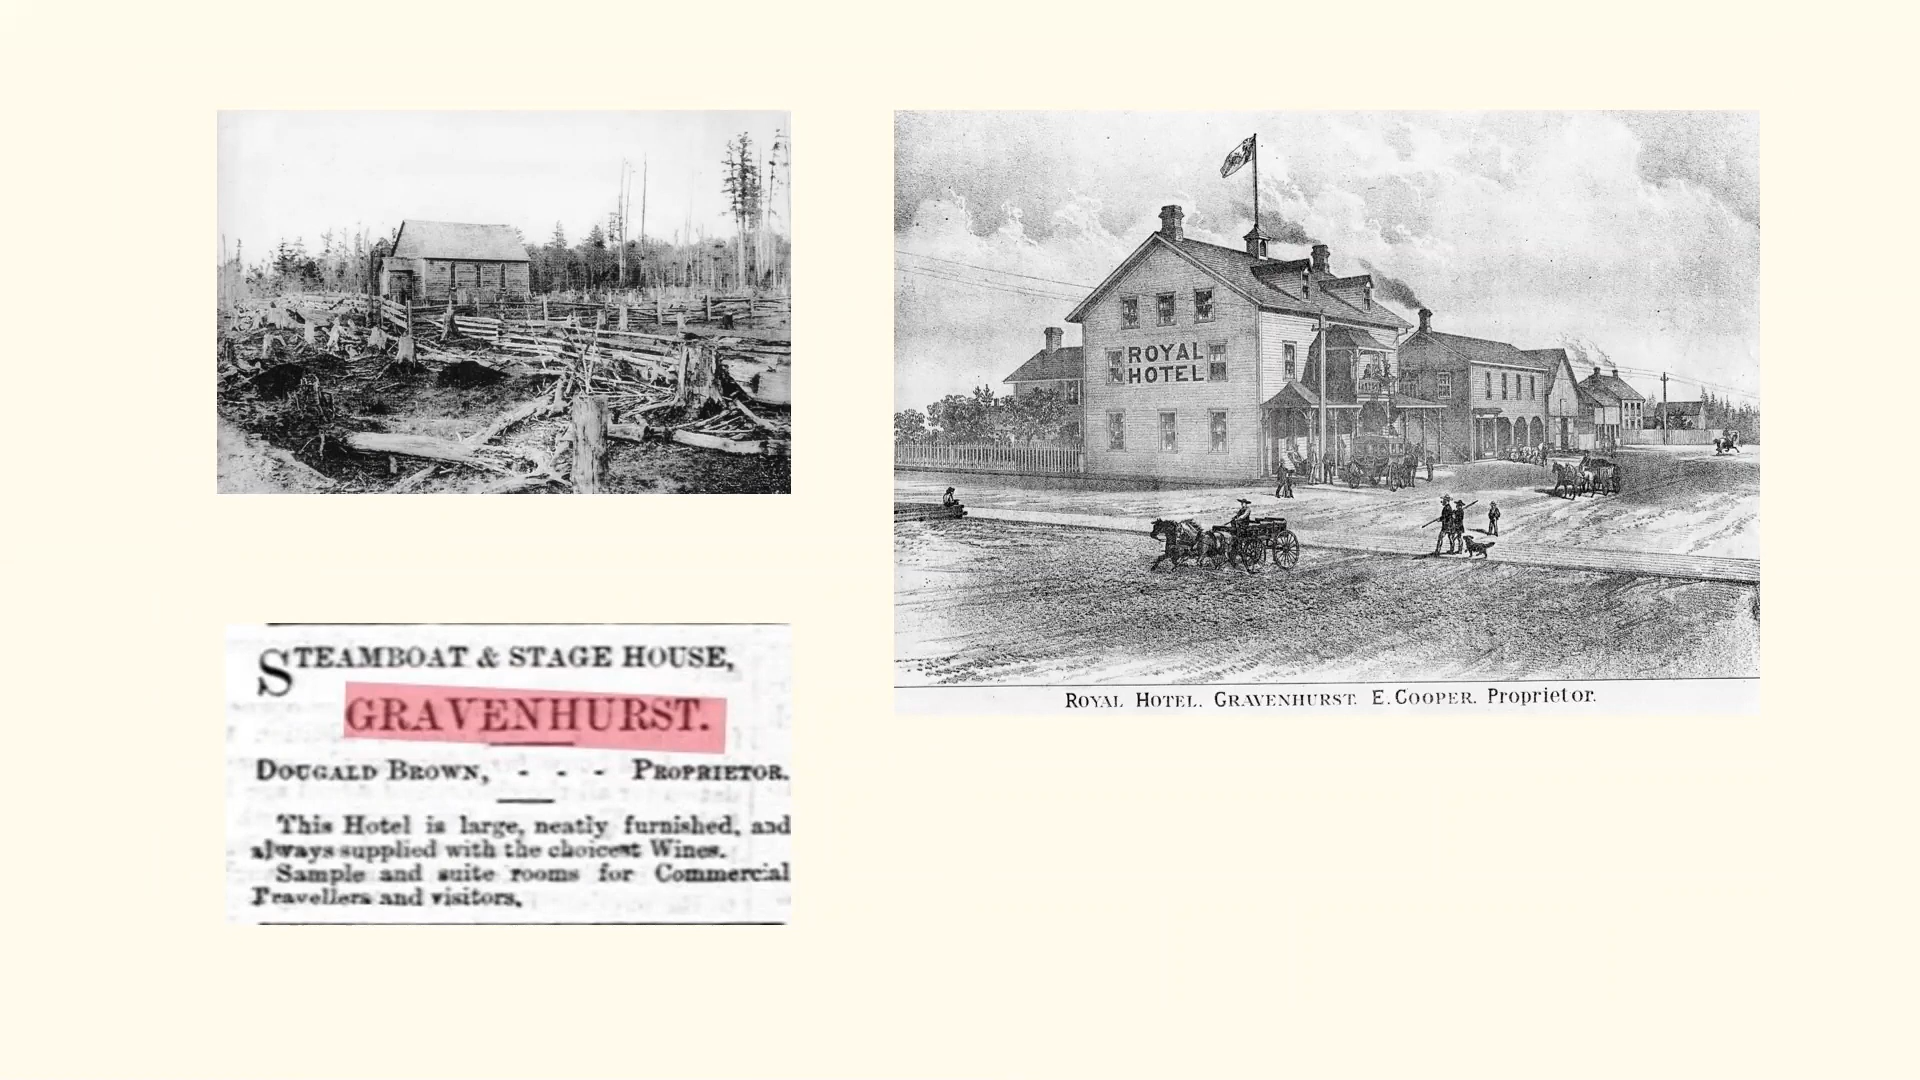 ROYAL
HOTEL
ROYAL HOTEL. GRAVENHURST. E. COOPER. Proprietor.
STEAMBOAT & STAGE HOUSE,
GRAVENHURST.
DOUGALD BROWN, - - - PROPRIETOR.
This Hotel is large, neatly furnished, and
always supplied with the choicest Wines.
Sample and suite rooms for Commercial
Travellers and visitors.